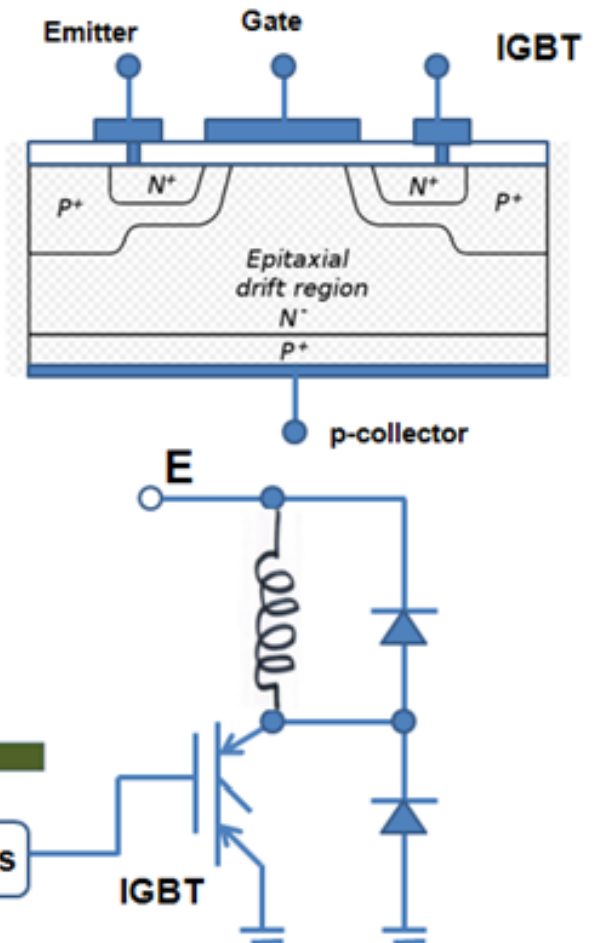 Emitter
Gate
IGBT
N+
N+
P+
P+
Epitaxial
drift region
N-
P+
p-collector
E
s
IGBT